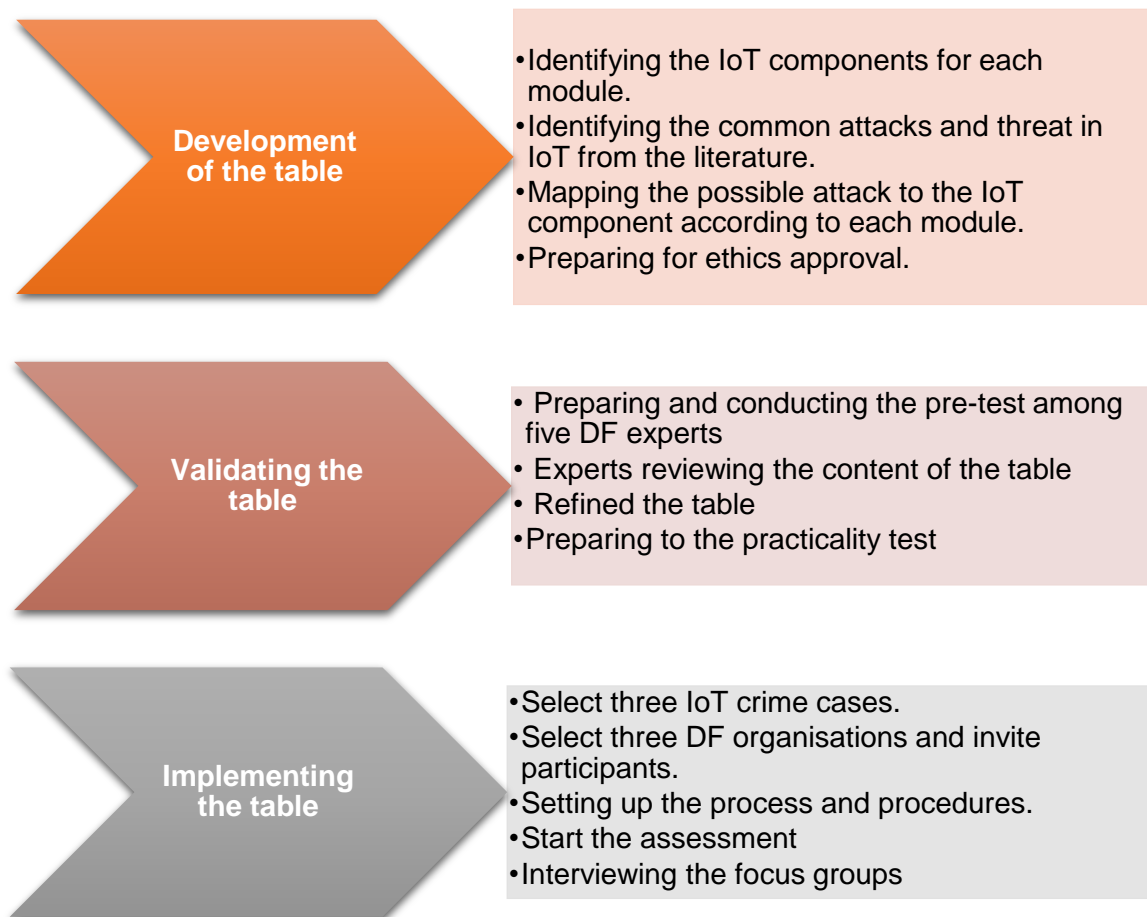 Development
of the table
•Identifying the IoT components for each
module.
•Identifying the common attacks and threat in
IoT from the literature.
•Mapping the possible attack to the IoT
component according to each module.
•Preparing for ethics approval.
Validating the
table
• Preparing and conducting the pre-test among
five DF experts
• Experts reviewing the content of the table
• Refined the table
•Preparing to the practicality test
Implementing
the table
•Select three IoT crime cases.
•Select three DF organisations and invite
participants.
•Setting up the process and procedures.
•Start the assessment
•Interviewing the focus groups